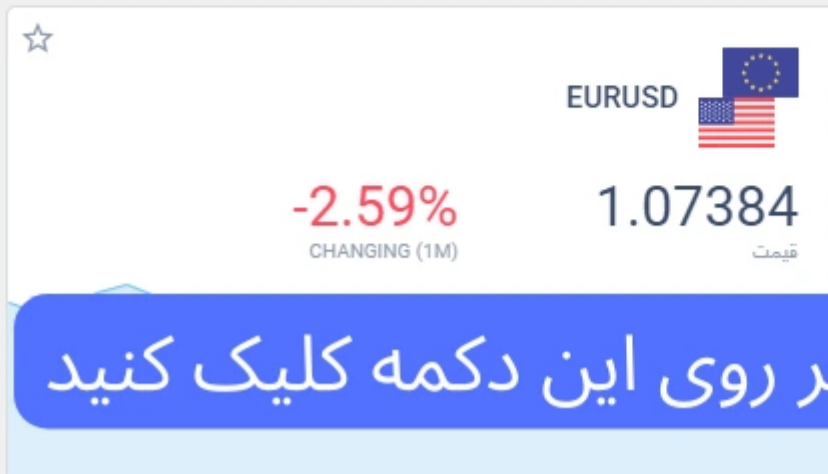 EURUSD
1.07384
-2.59%
قیمت
CHANGING (1M)
روی این دکمه کلیک کنید